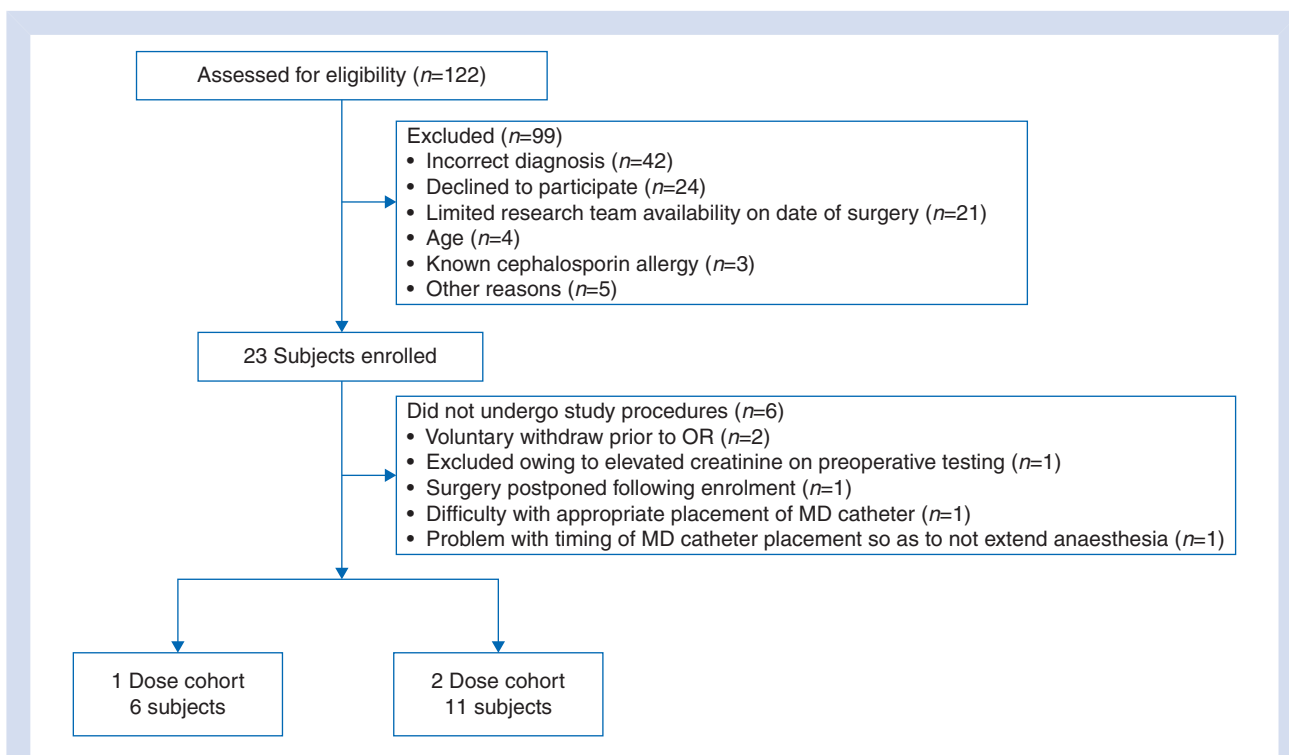 Assessed for eligibility (n=122)
Excluded (n=99)
• Incorrect diagnosis (n=42)
• Declined to participate (n=24)
• Limited research team availability on date of surgery (n=21)
• Age (n=4)
• Known cephalosporin allergy (n=3)
• Other reasons (n=5)
23 Subjects enrolled
Did not undergo study procedures (n=6)
• Voluntary withdraw prior to OR (n=2)
• Excluded owing to elevated creatinine on preoperative testing (n=1)
• Surgery postponed following enrolment (n=1)
• Difficulty with appropriate placement of MD catheter (n=1)
• Problem with timing of MD catheter placement so as to not extend anaesthesia (n=1)
1 Dose cohort
6 subjects
2 Dose cohort
11 subjects